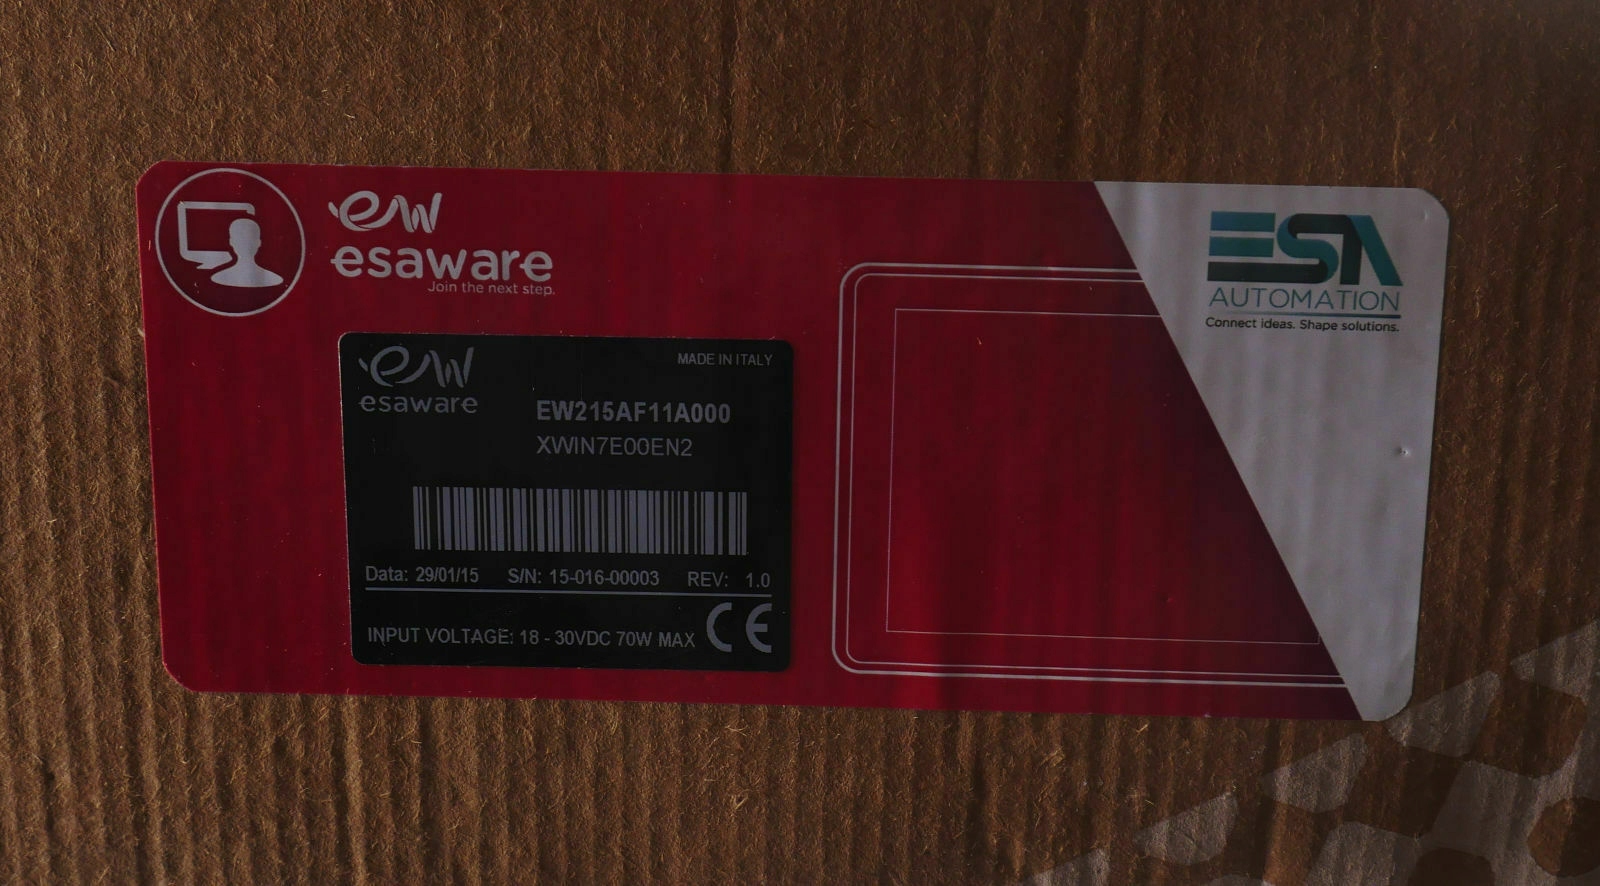 ew
esaware
Join the next step.
ESA
AUTOMATION
Connect ideas. Shape solutions.
ew
esaware
MADE IN ITALY
EW215AF11A000
XWIN7E00EN2
Data: 29/01/15 S/N: 15-016-00003 REV: 1.0
INPUT VOLTAGE: 18 - 30VDC 70W MAX CE